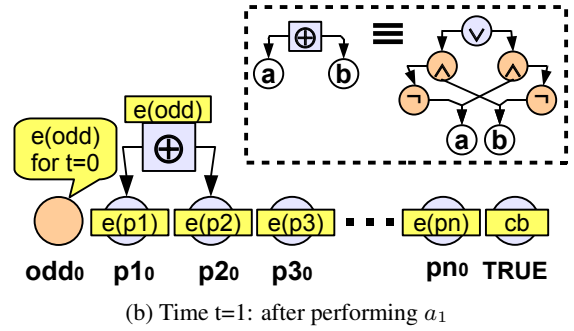 ⊕ ≡ ∨
a b ∧ ∧
¬ ¬
a b
e(odd)
⊕
e(odd)
for t=0
e(p1) e(p2) e(p3) ... e(pn) cb
odd₀ p1₀ p2₀ p3₀ pn₀ TRUE
(b) Time t=1: after performing a₁